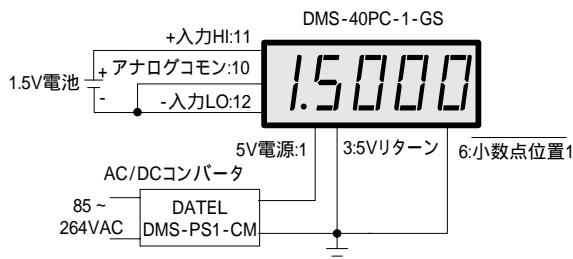 DMS-40PC-1-GS
+入力HI:11
アナログコモン:10
1.5V電池
+
-
-入力LO:12
1.5000
5V電源:1
3:5Vリターン
6:小数点位置1
AC/DCコンバータ
85 ~
264VAC
DATEL
DMS-PS1-CM